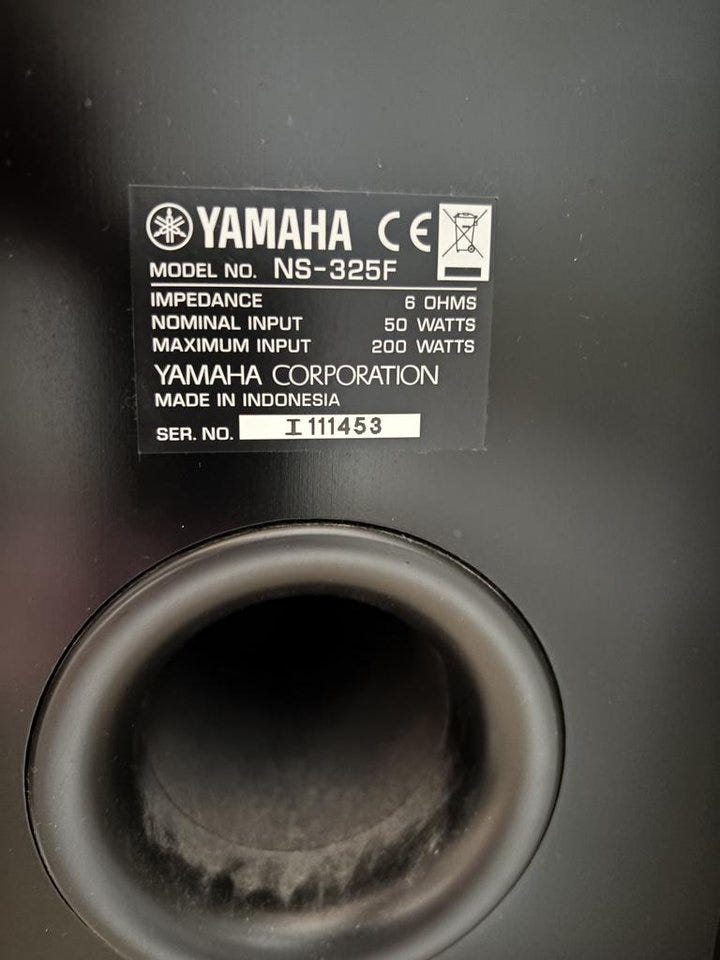 YAMAHA CE
MODEL NO. NS-325F
IMPEDANCE 6 OHMS
NOMINAL INPUT 50 WATTS
MAXIMUM INPUT 200 WATTS
YAMAHA CORPORATION
MADE IN INDONESIA
SER. NO. I 111453